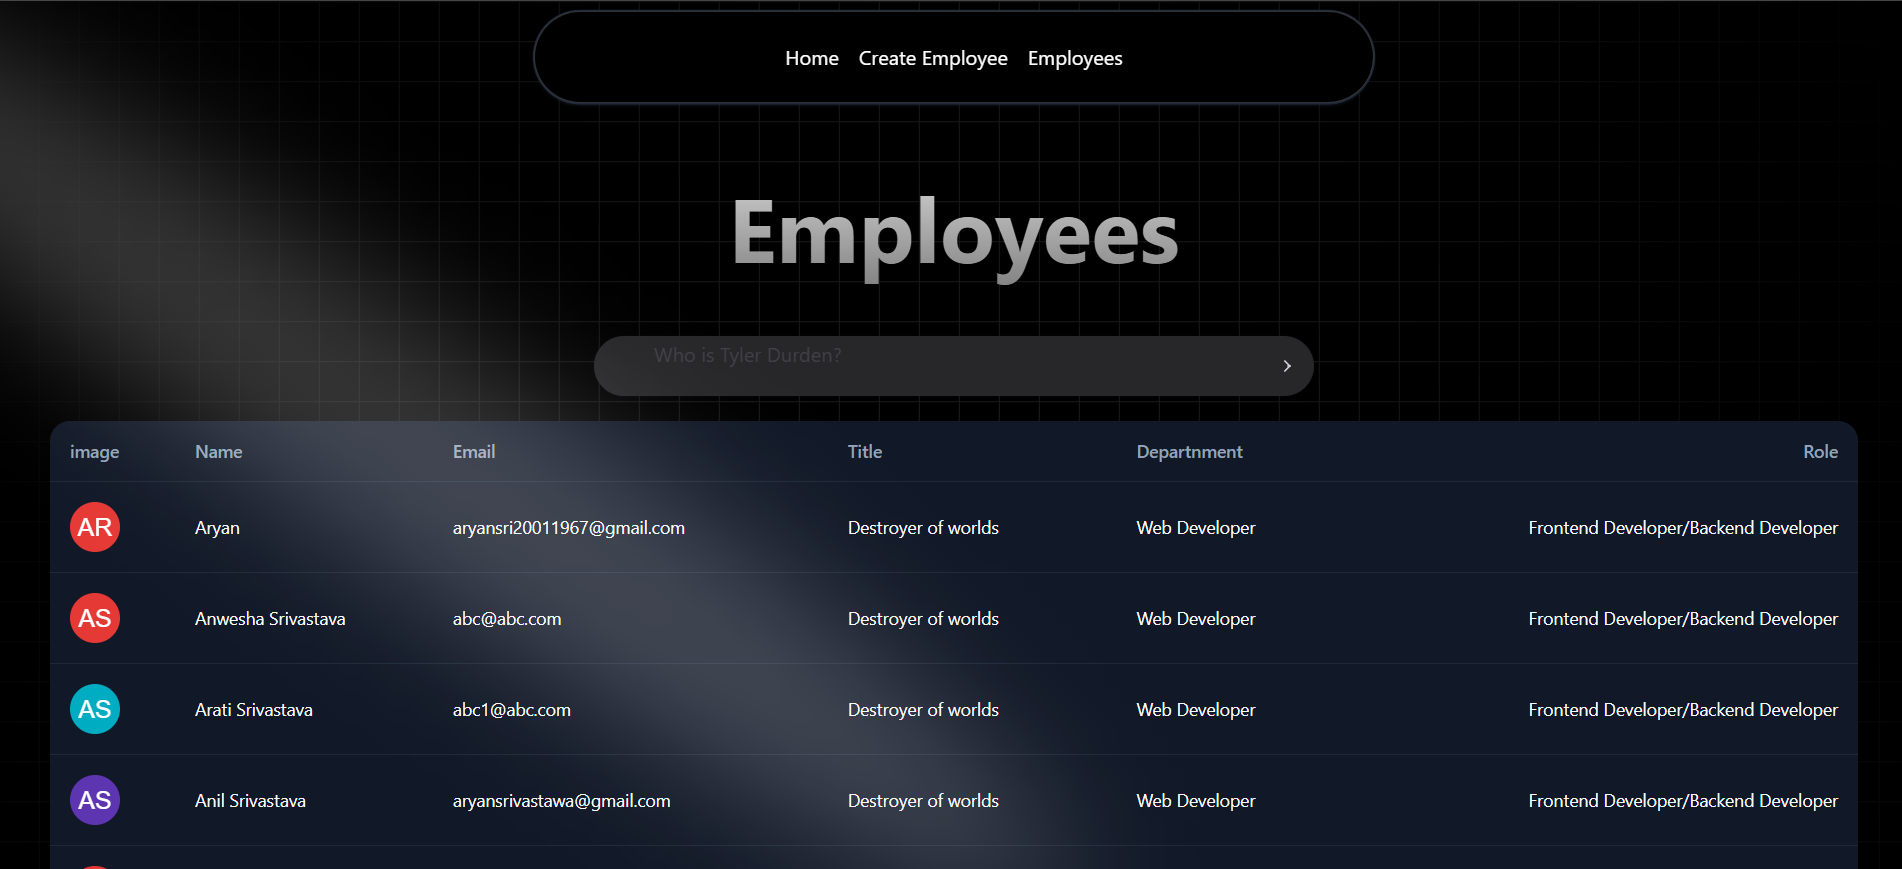 Home Create Employee Employees
Employees
Who is Tyler Durden?
image Name Email Title Departnment Role
AR Aryan aryansri20011967@gmail.com Destroyer of worlds Web Developer Frontend Developer/Backend Developer
AS Anwesha Srivastava abc@abc.com Destroyer of worlds Web Developer Frontend Developer/Backend Developer
AS Arati Srivastava abc1@abc.com Destroyer of worlds Web Developer Frontend Developer/Backend Developer
AS Anil Srivastava aryansrivastawa@gmail.com Destroyer of worlds Web Developer Frontend Developer/Backend Developer